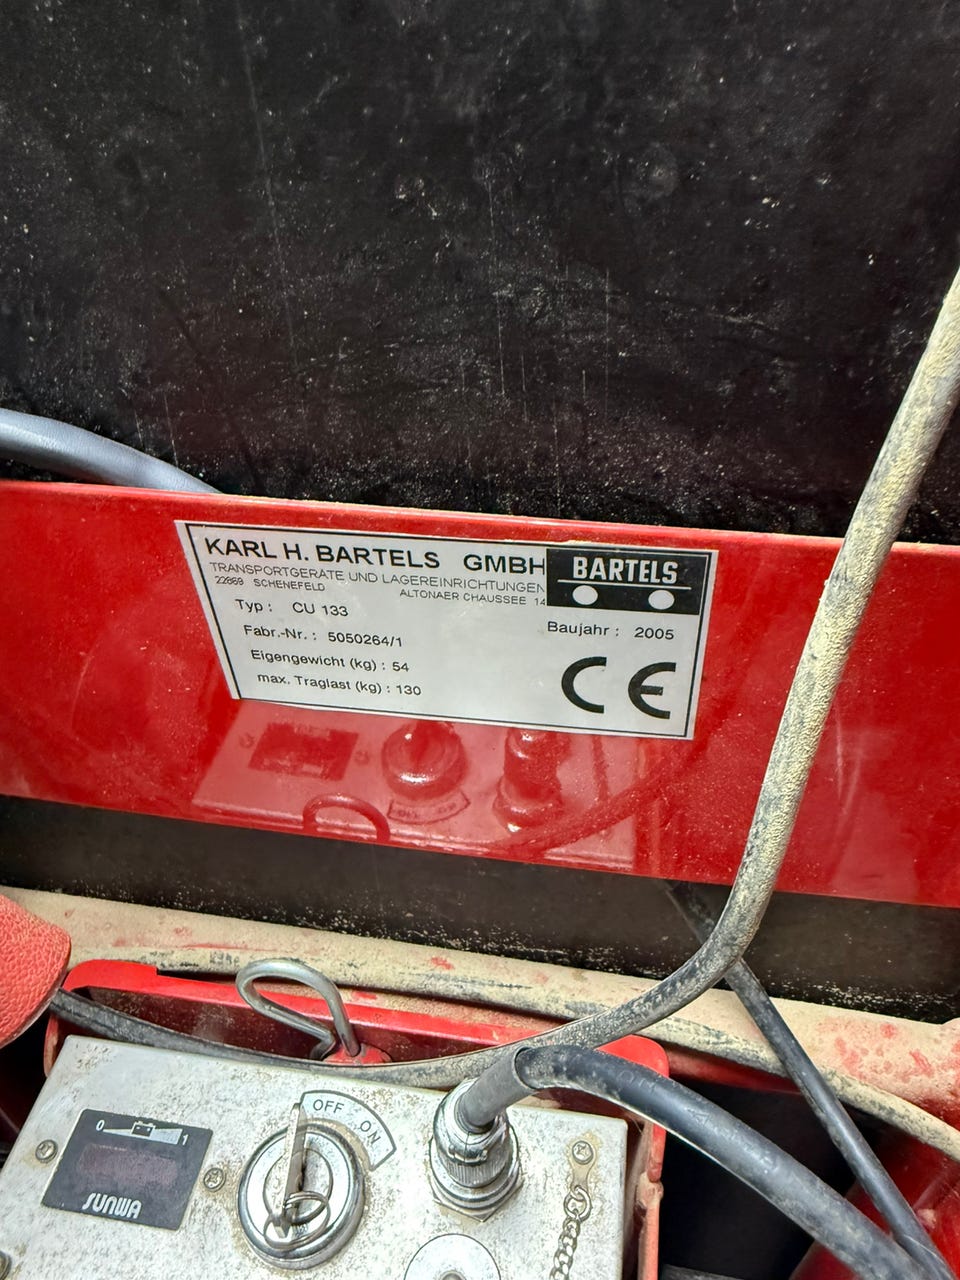 KARL H. BARTELS GMBH
BARTELS
TRANSPORTGERÄTE UND LAGEREINRICHTUNGEN
22869 SCHENEFELD ALTONAER CHAUSSEE 14
Typ : CU 133
Baujahr : 2005
Fabr.-Nr. : 5050264/1
Eigengewicht (kg) : 54
max. Traglast (kg) : 130
CE
OFF ON
0 1
SUNWA